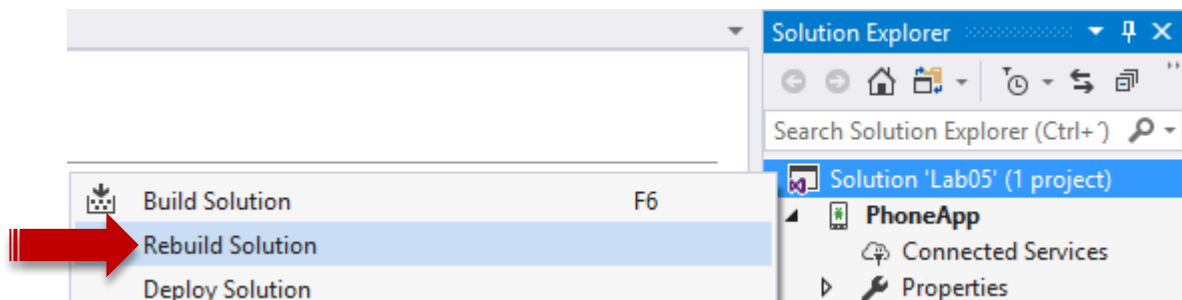 Solution Explorer
Search Solution Explorer (Ctrl+´)
Solution 'Lab05' (1 project)
Build Solution F6
PhoneApp
Rebuild Solution
Connected Services
Deploy Solution
Properties